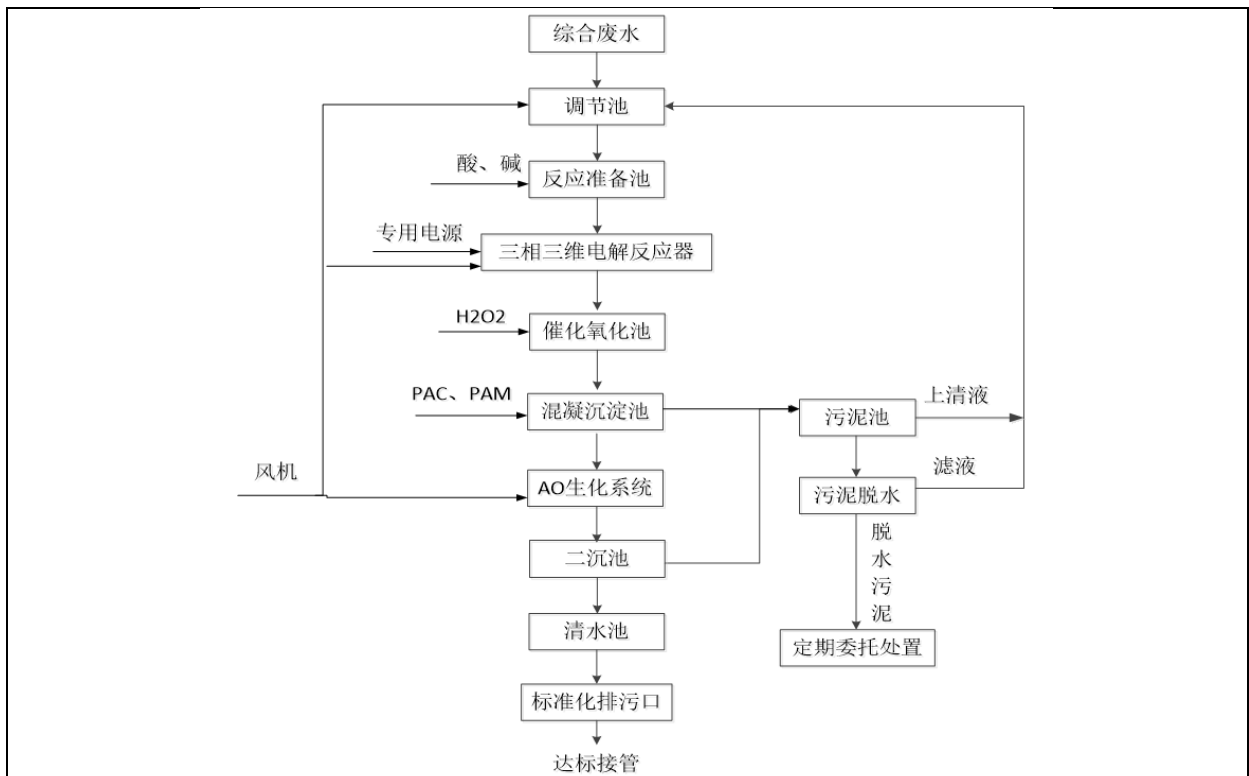 综合废水
调节池
酸、碱
反应准备池
专用电源
三相三维电解反应器
H2O2
催化氧化池
PAC、PAM
混凝沉淀池
污泥池
上清液
风机
AO生化系统
污泥脱水
滤液
二沉池
脱
水
污
泥
清水池
定期委托处置
标准化排污口
达标接管